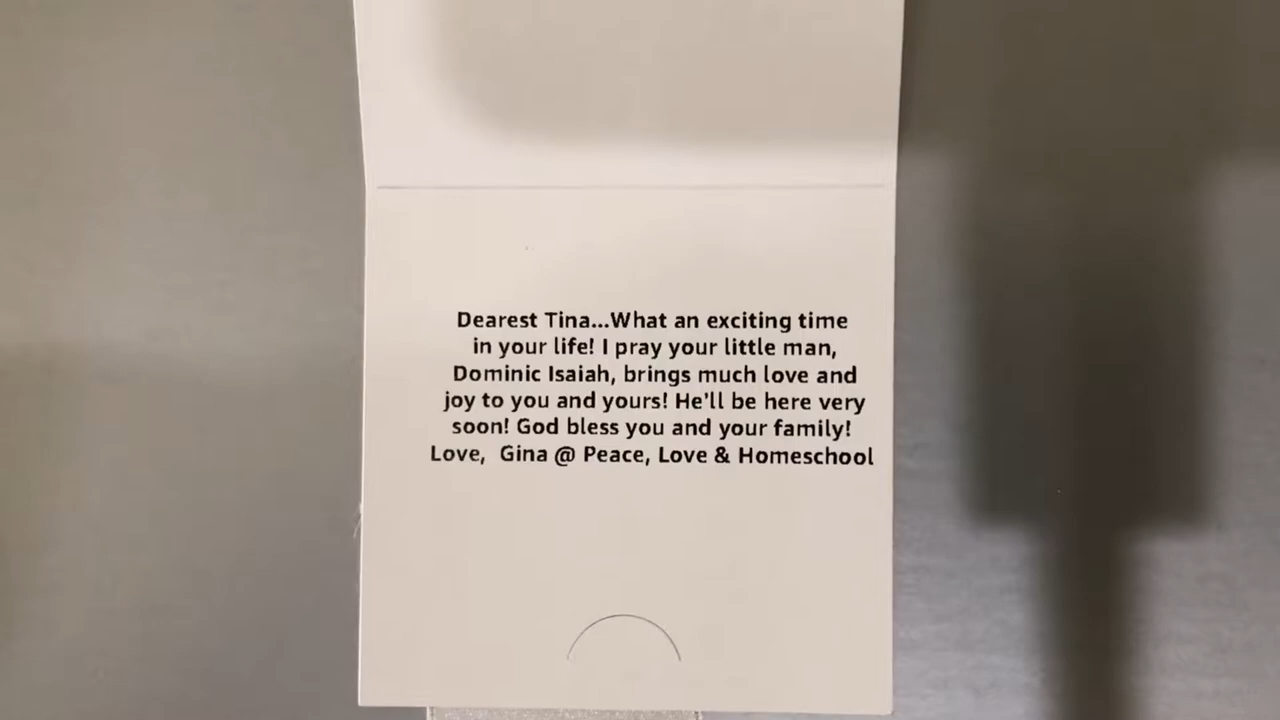 Dearest Tina...What an exciting time
in your life! I pray your little man,
Dominic Isaiah, brings much love and
joy to you and yours! He'll be here very
soon! God bless you and your family!
Love,  Gina @ Peace, Love & Homeschool